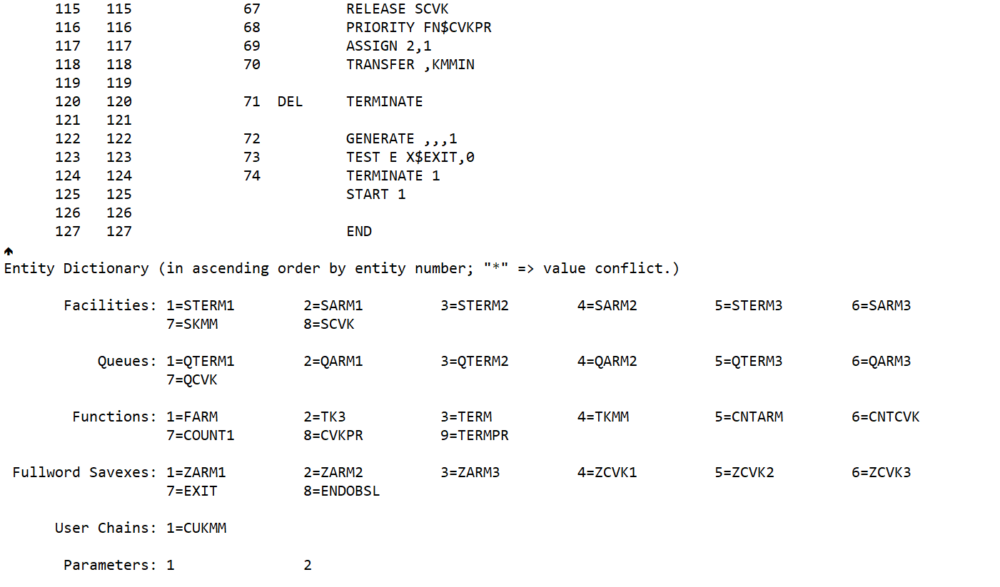 115   115             67          RELEASE SCVK
116   116             68          PRIORITY FN$CVKPR
117   117             69          ASSIGN 2,1
118   118             70          TRANSFER ,KMMIN
119   119
120   120             71  DEL     TERMINATE
121   121
122   122             72          GENERATE ,,,1
123   123             73          TEST E X$EXIT,0
124   124             74          TERMINATE 1
125   125                         START 1
126   126
127   127                         END
Entity Dictionary (in ascending order by entity number; "*" => value conflict.)
Facilities: 1=STERM1        2=SARM1         3=STERM2        4=SARM2         5=STERM3        6=SARM3
7=SKMM          8=SCVK
Queues: 1=QTERM1        2=QARM1         3=QTERM2        4=QARM2         5=QTERM3        6=QARM3
7=QCVK
Functions: 1=FARM          2=TK3           3=TERM          4=TKMM          5=CNTARM        6=CNTCVK
7=COUNT1        8=CVKPR         9=TERMPR
Fullword Savexes: 1=ZARM1         2=ZARM2         3=ZARM3         4=ZCVK1         5=ZCVK2         6=ZCVK3
7=EXIT          8=ENDOBSL
User Chains: 1=CUKMM
Parameters: 1               2